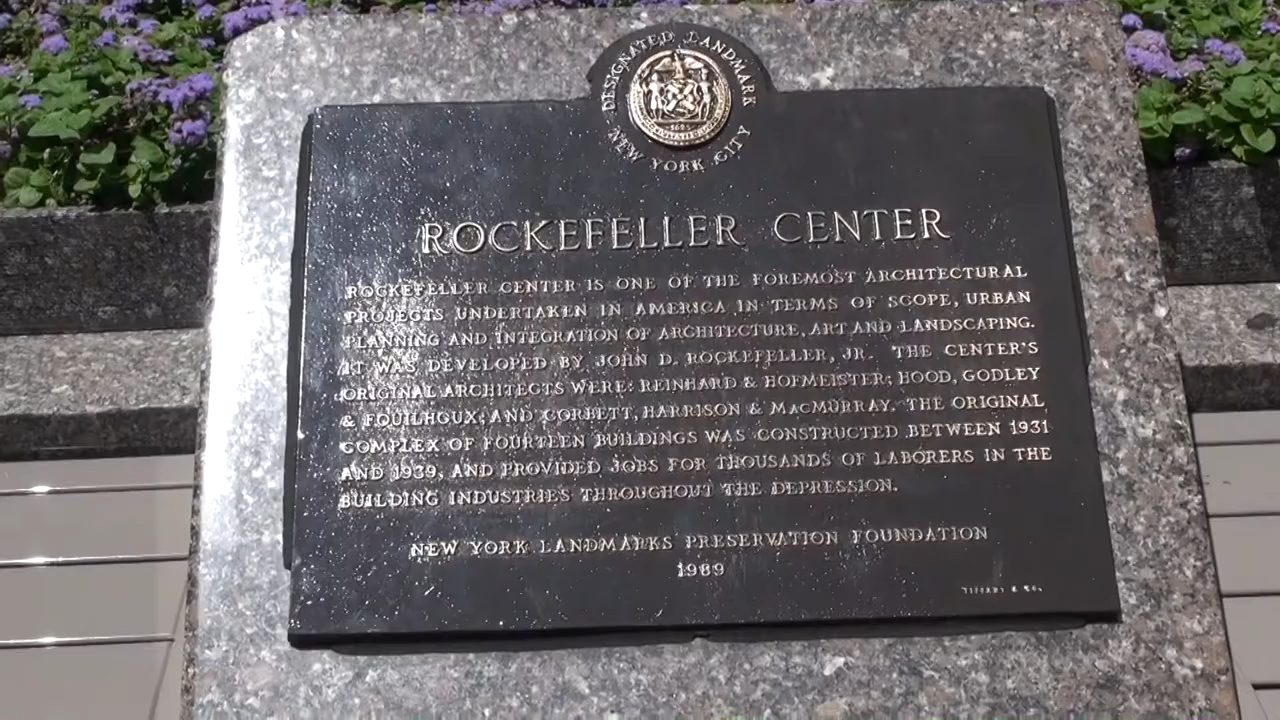 DESIGNATED LANDMARK
NEW YORK CITY
ROCKEFELLER CENTER
ROCKEFELLER CENTER IS ONE OF THE FOREMOST ARCHITECTURAL
PROJECTS UNDERTAKEN IN AMERICA IN TERMS OF SCOPE, URBAN
PLANNING AND INTEGRATION OF ARCHITECTURE, ART AND LANDSCAPING.
IT WAS DEVELOPED BY JOHN D. ROCKEFELLER, JR. THE CENTER'S
ORIGINAL ARCHITECTS WERE: REINHARD & HOFMEISTER; HOOD, GODLEY
& FOUILHOUX; AND CORBETT, HARRISON & MACMURRAY. THE ORIGINAL
COMPLEX OF FOURTEEN BUILDINGS WAS CONSTRUCTED BETWEEN 1931
AND 1939, AND PROVIDED JOBS FOR THOUSANDS OF LABORERS IN THE
BUILDING INDUSTRIES THROUGHOUT THE DEPRESSION.
NEW YORK LANDMARKS PRESERVATION FOUNDATION
1989
TIFFANY & CO.